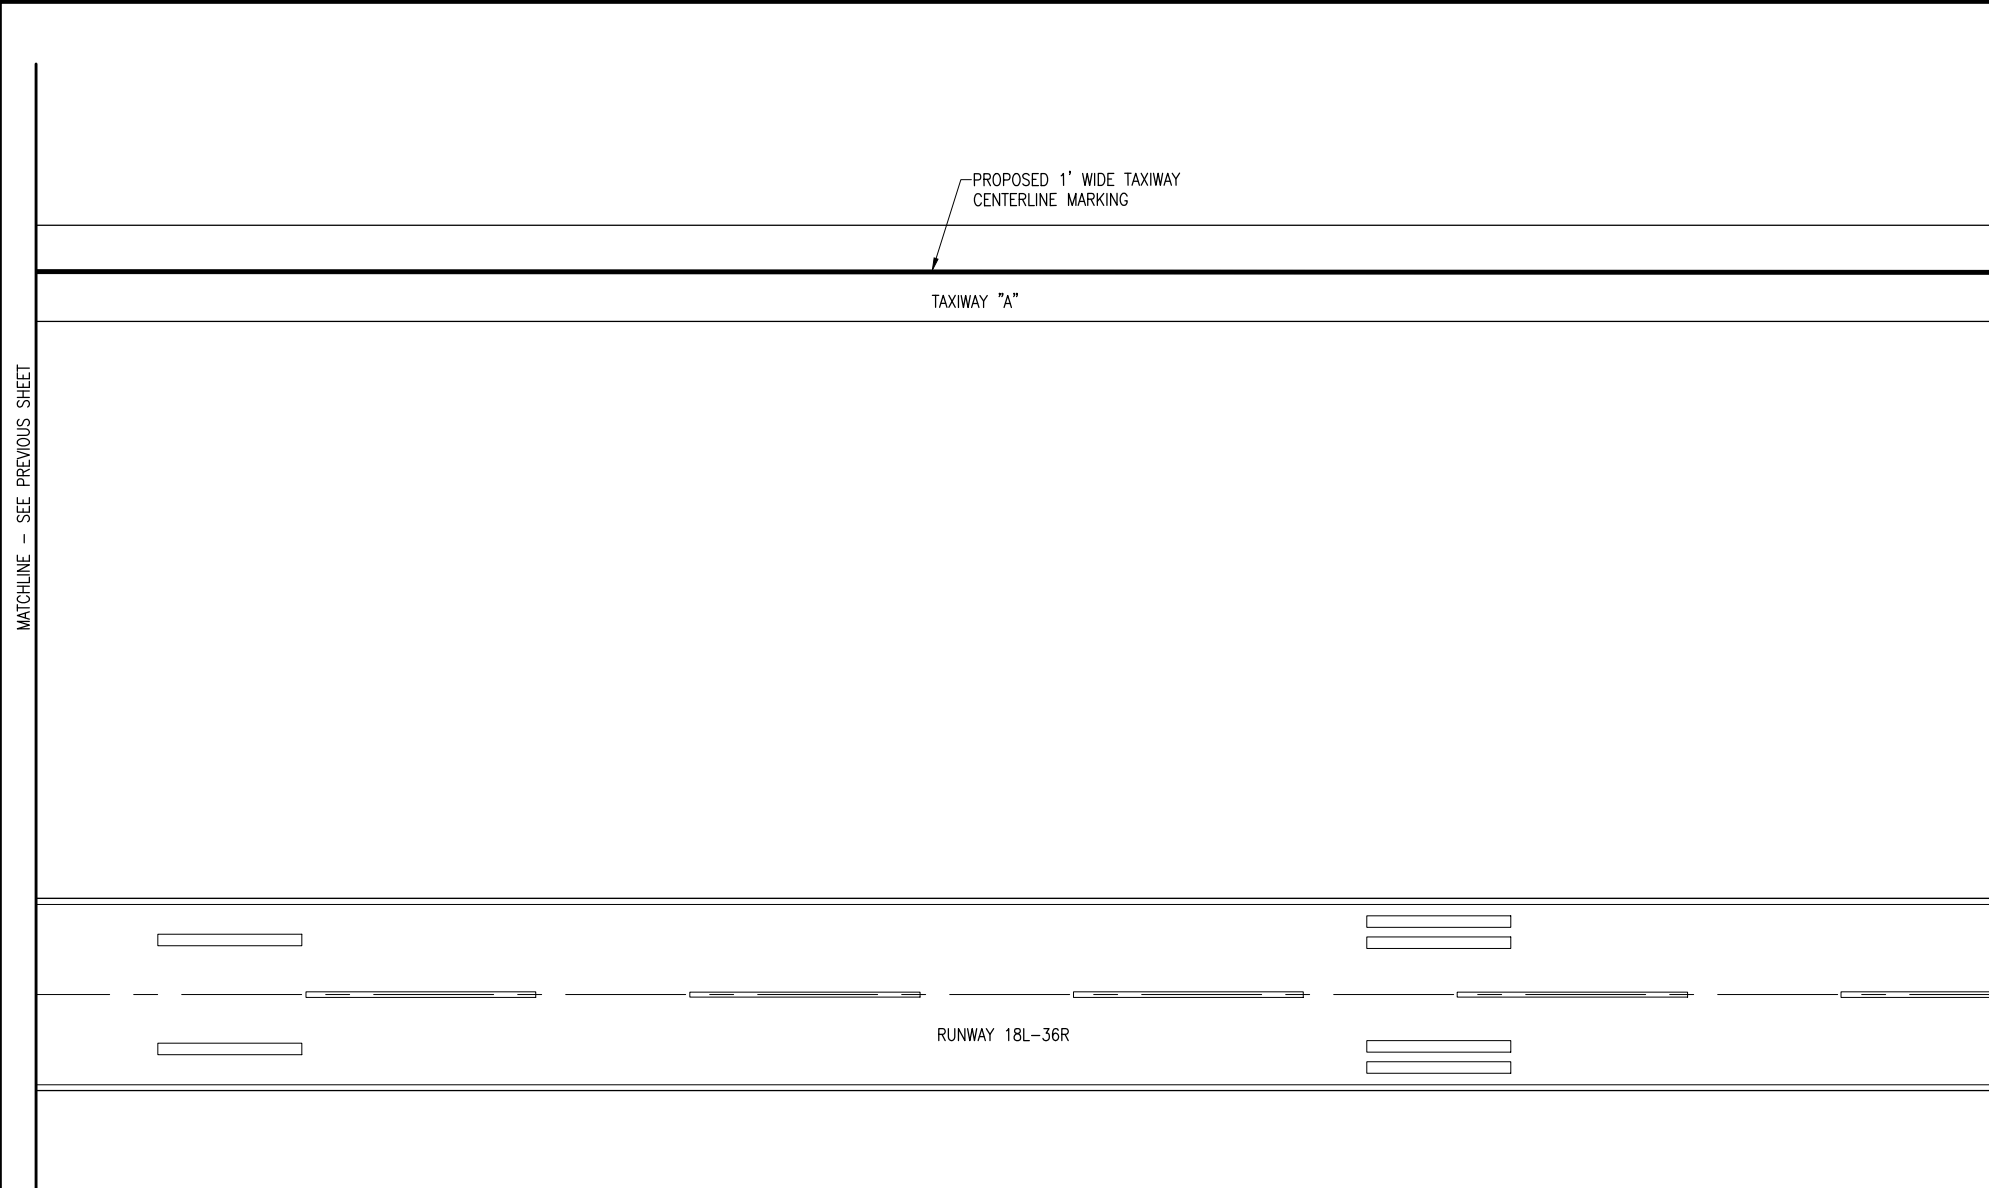 PROPOSED 1' WIDE TAXIWAY
CENTERLINE MARKING
TAXIWAY "A"
MATCHLINE - SEE PREVIOUS SHEET
RUNWAY 18L-36R